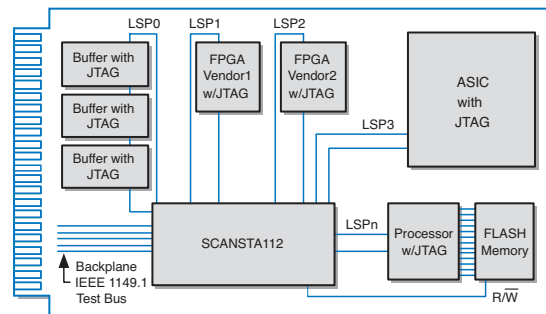 LSP0
LSP1
LSP2
Buffer with
JTAG
Buffer with
JTAG
Buffer with
JTAG
FPGA
Vendor1
w/JTAG
FPGA
Vendor2
w/JTAG
ASIC
with
JTAG
LSP3
SCANSTA112
LSPn
Processor
w/JTAG
FLASH
Memory
Backplane
IEEE 1149.1
Test Bus
R/W̅